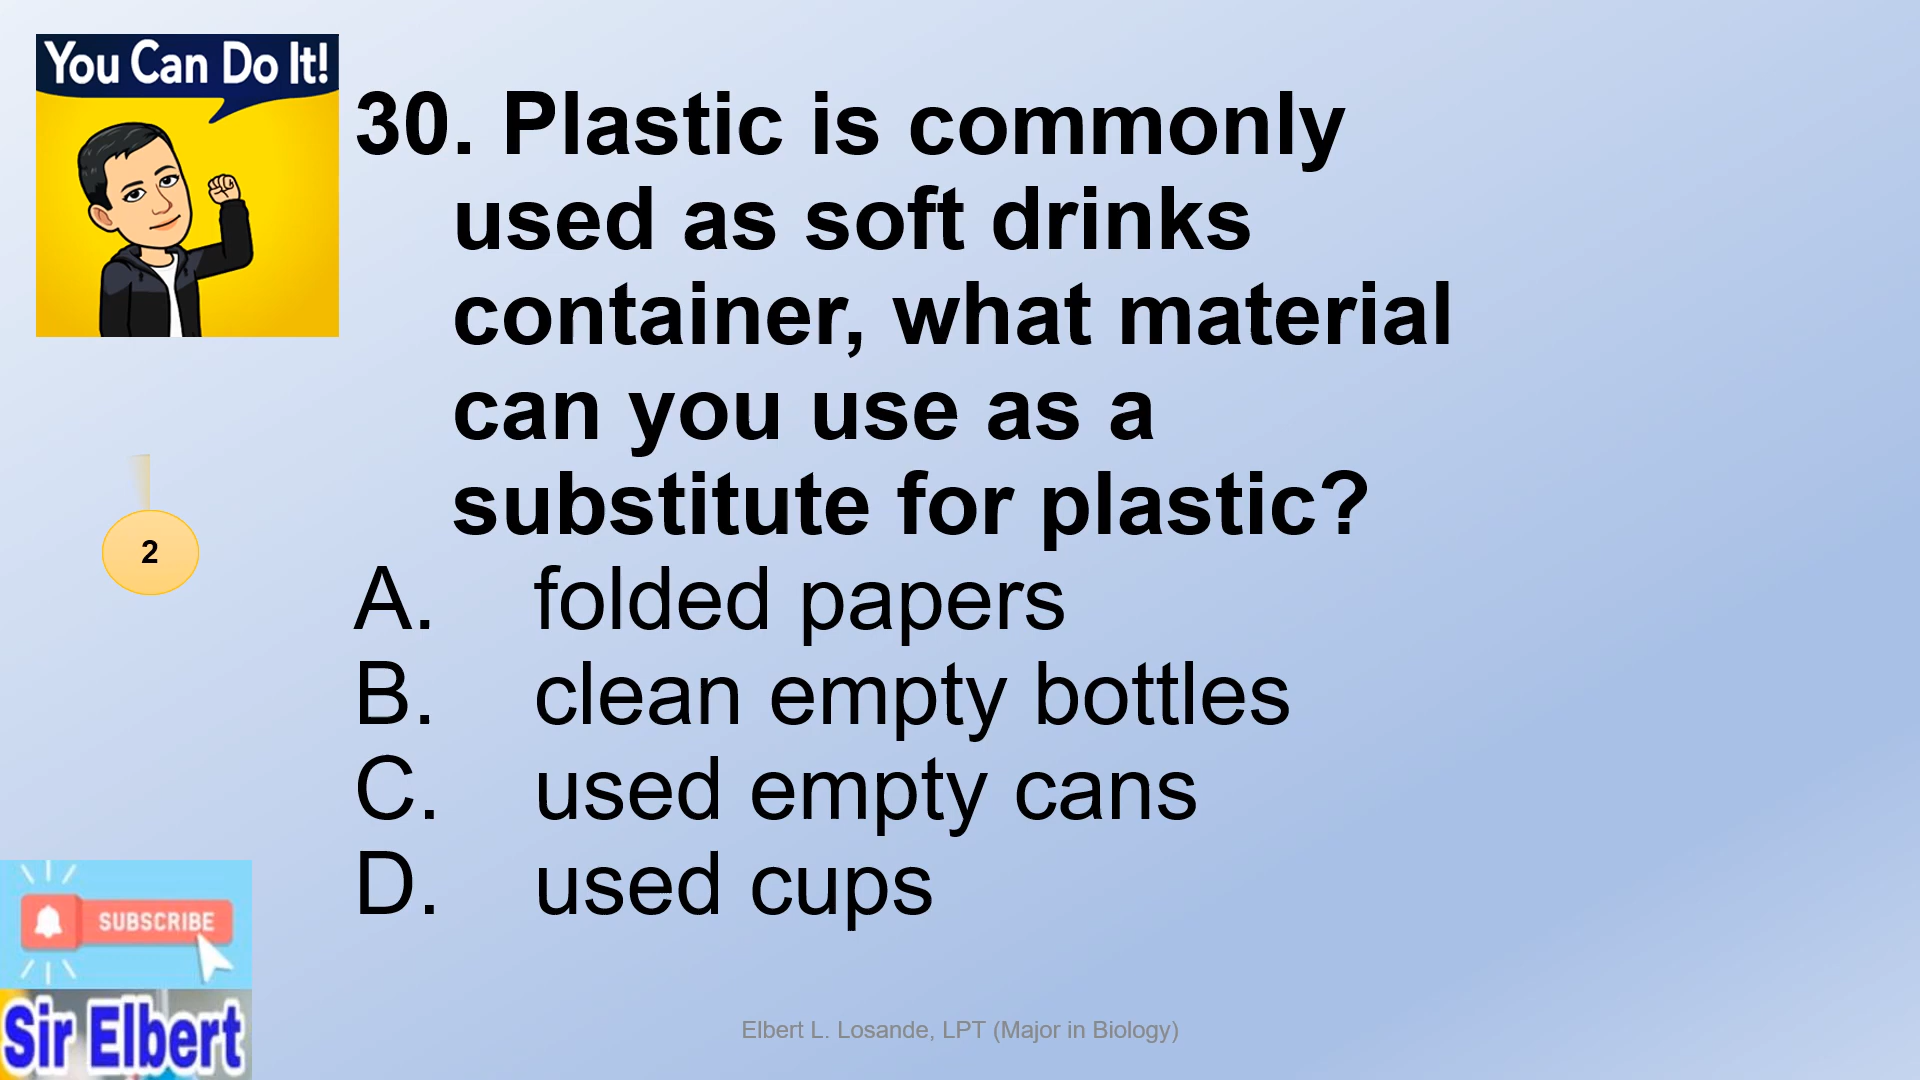 You Can Do It!
30. Plastic is commonly
used as soft drinks
container, what material
can you use as a
substitute for plastic?
A. folded papers
B. clean empty bottles
C. used empty cans
D. used cups
2
SUBSCRIBE
Sir Elbert
Elbert L. Losande, LPT (Major in Biology)